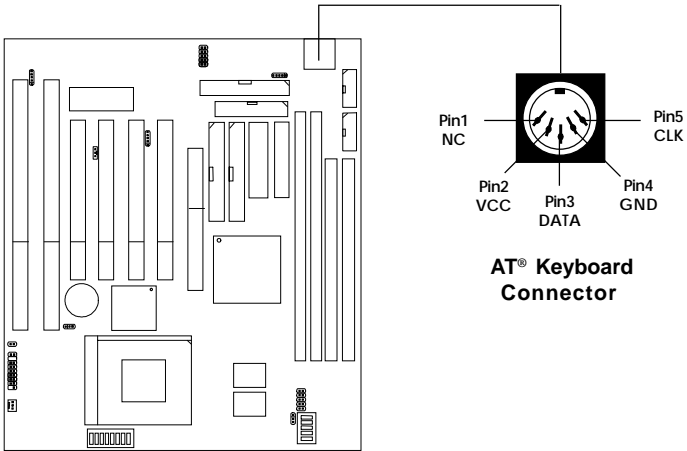 Pin1
NC
Pin5
CLK
Pin2
VCC
Pin3
DATA
Pin4
GND
AT® Keyboard
Connector